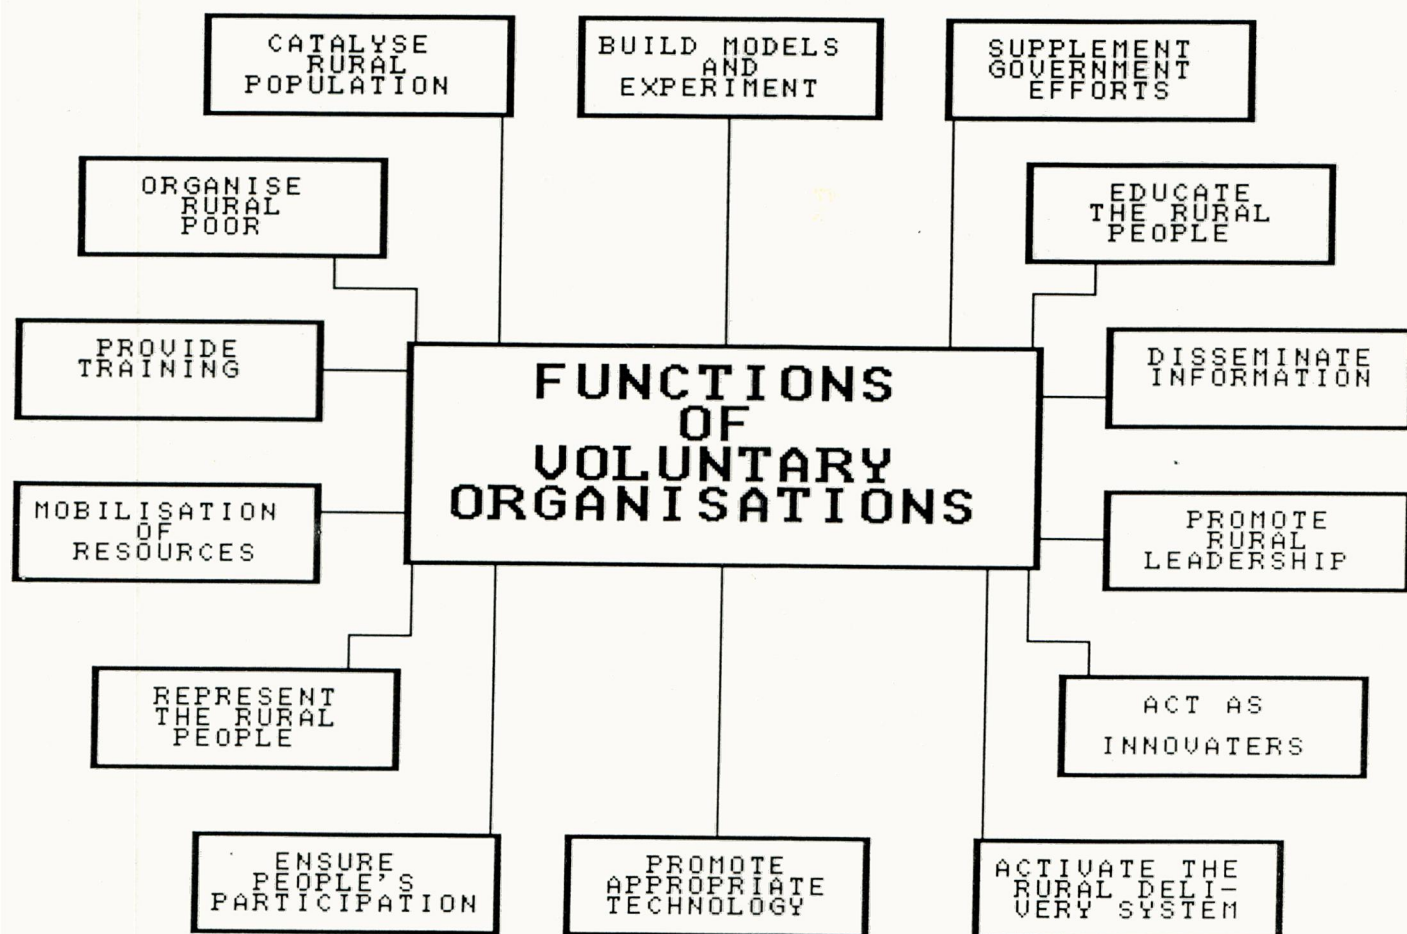 CATALYSE
RURAL
POPULATION
BUILD MODELS
AND
EXPERIMENT
SUPPLEMENT
GOVERNMENT
EFFORTS
ORGANISE
RURAL
POOR
EDUCATE
THE RURAL
PEOPLE
PROVIDE
TRAINING
FUNCTIONS
OF
VOLUNTARY
ORGANISATIONS
DISSEMINATE
INFORMATION
MOBILISATION
OF
RESOURCES
PROMOTE
RURAL
LEADERSHIP
REPRESENT
THE RURAL
PEOPLE
ACT AS
INNOVATERS
ENSURE
PEOPLE'S
PARTICIPATION
PROMOTE
APPROPRIATE
TECHNOLOGY
ACTIVATE THE
RURAL DELI-
VERY SYSTEM